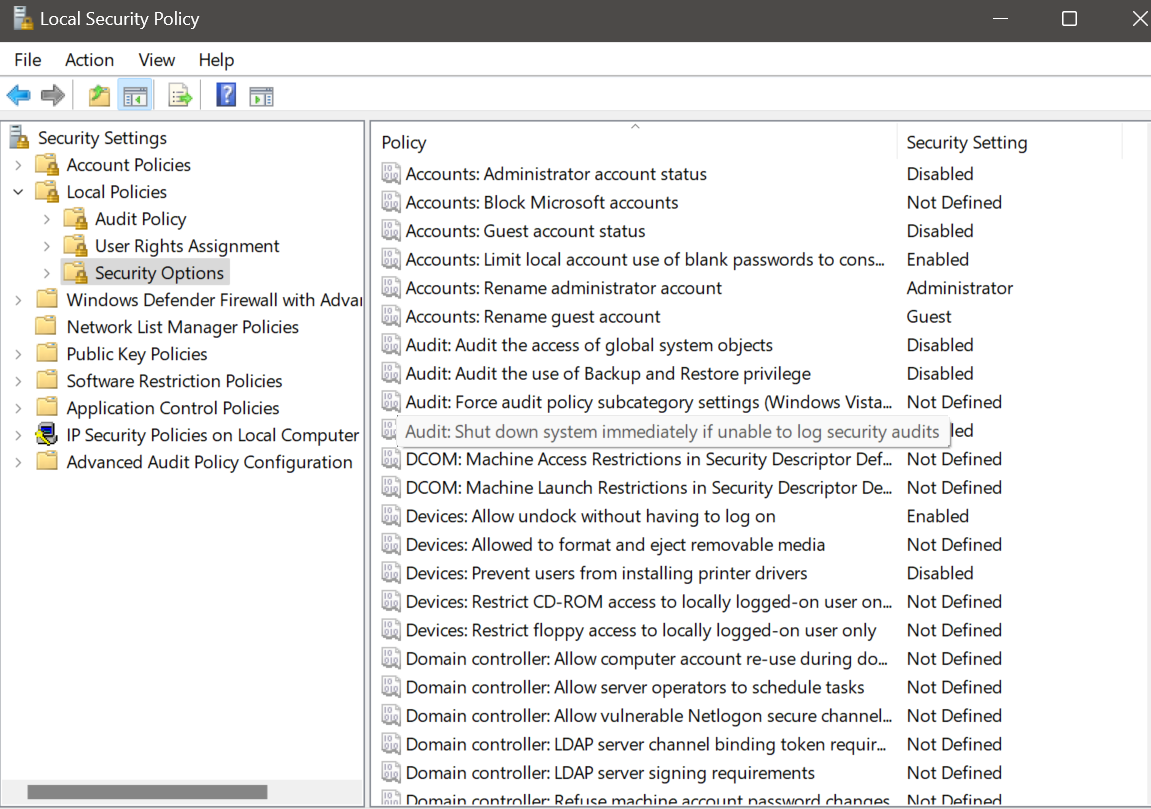 Local Security Policy
File Action View Help
Security Settings
Account Policies
Local Policies
Audit Policy
User Rights Assignment
Security Options
Windows Defender Firewall with Adva
Network List Manager Policies
Public Key Policies
Software Restriction Policies
Application Control Policies
IP Security Policies on Local Computer
Advanced Audit Policy Configuration
Policy Security Setting
Accounts: Administrator account status Disabled
Accounts: Block Microsoft accounts Not Defined
Accounts: Guest account status Disabled
Accounts: Limit local account use of blank passwords to cons... Enabled
Accounts: Rename administrator account Administrator
Accounts: Rename guest account Guest
Audit: Audit the access of global system objects Disabled
Audit: Audit the use of Backup and Restore privilege Disabled
Audit: Force audit policy subcategory settings (Windows Vista... Not Defined
Audit: Shut down system immediately if unable to log security audits led
DCOM: Machine Access Restrictions in Security Descriptor Def... Not Defined
DCOM: Machine Launch Restrictions in Security Descriptor De... Not Defined
Devices: Allow undock without having to log on Enabled
Devices: Allowed to format and eject removable media Not Defined
Devices: Prevent users from installing printer drivers Disabled
Devices: Restrict CD-ROM access to locally logged-on user on... Not Defined
Devices: Restrict floppy access to locally logged-on user only Not Defined
Domain controller: Allow computer account re-use during do... Not Defined
Domain controller: Allow server operators to schedule tasks Not Defined
Domain controller: Allow vulnerable Netlogon secure channel... Not Defined
Domain controller: LDAP server channel binding token requir... Not Defined
Domain controller: LDAP server signing requirements Not Defined
Domain controller: Refuse machine account password changes Not Defined